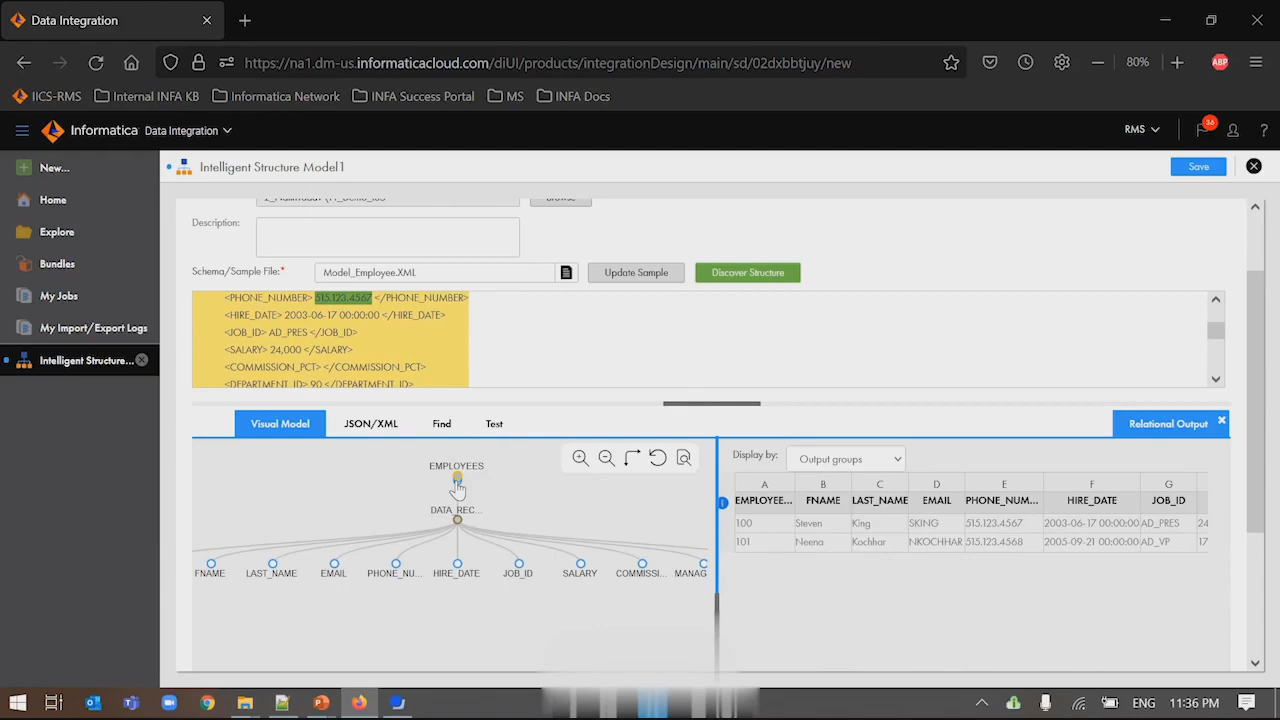 Data Integration
https://na1.dm-us.informaticacloud.com/diUI/products/integrationDesign/main/sd/02dxbbtjuy/new
80%
ABP
IICS-RMS
Internal INFA KB
Informatica Network
INFA Success Portal
MS
INFA Docs
Informatica Data Integration
RMS
36
?
New...
Home
Explore
Bundles
My Jobs
My Import/Export Logs
Intelligent Structure...
Intelligent Structure Model1
Save
Description:
Schema/Sample File:*
Model_Employee.XML
Update Sample
Discover Structure
<PHONE_NUMBER> 515.123.4567 </PHONE_NUMBER>
<HIRE_DATE> 2003-06-17 00:00:00 </HIRE_DATE>
<JOB_ID> AD_PRES </JOB_ID>
<SALARY> 24,000 </SALARY>
<COMMISSION_PCT> </COMMISSION_PCT>
<DEPARTMENT_ID> 90 </DEPARTMENT_ID>
Visual Model
JSON/XML
Find
Test
Relational Output
EMPLOYEES
DATA_REC...
FNAME
LAST_NAME
EMAIL
PHONE_NU...
HIRE_DATE
JOB_ID
SALARY
COMMISSI...
MANAG
Display by:
Output groups
A B C D E F G
EMPLOYEE... FNAME LAST_NAME EMAIL PHONE_NUM... HIRE_DATE JOB_ID
100 Steven King SKING 515.123.4567 2003-06-17 00:00:00 AD_PRES 24
101 Neena Kochhar NKOCHHAR 515.123.4568 2005-09-21 00:00:00 AD_VP 17
ENG
11:36 PM